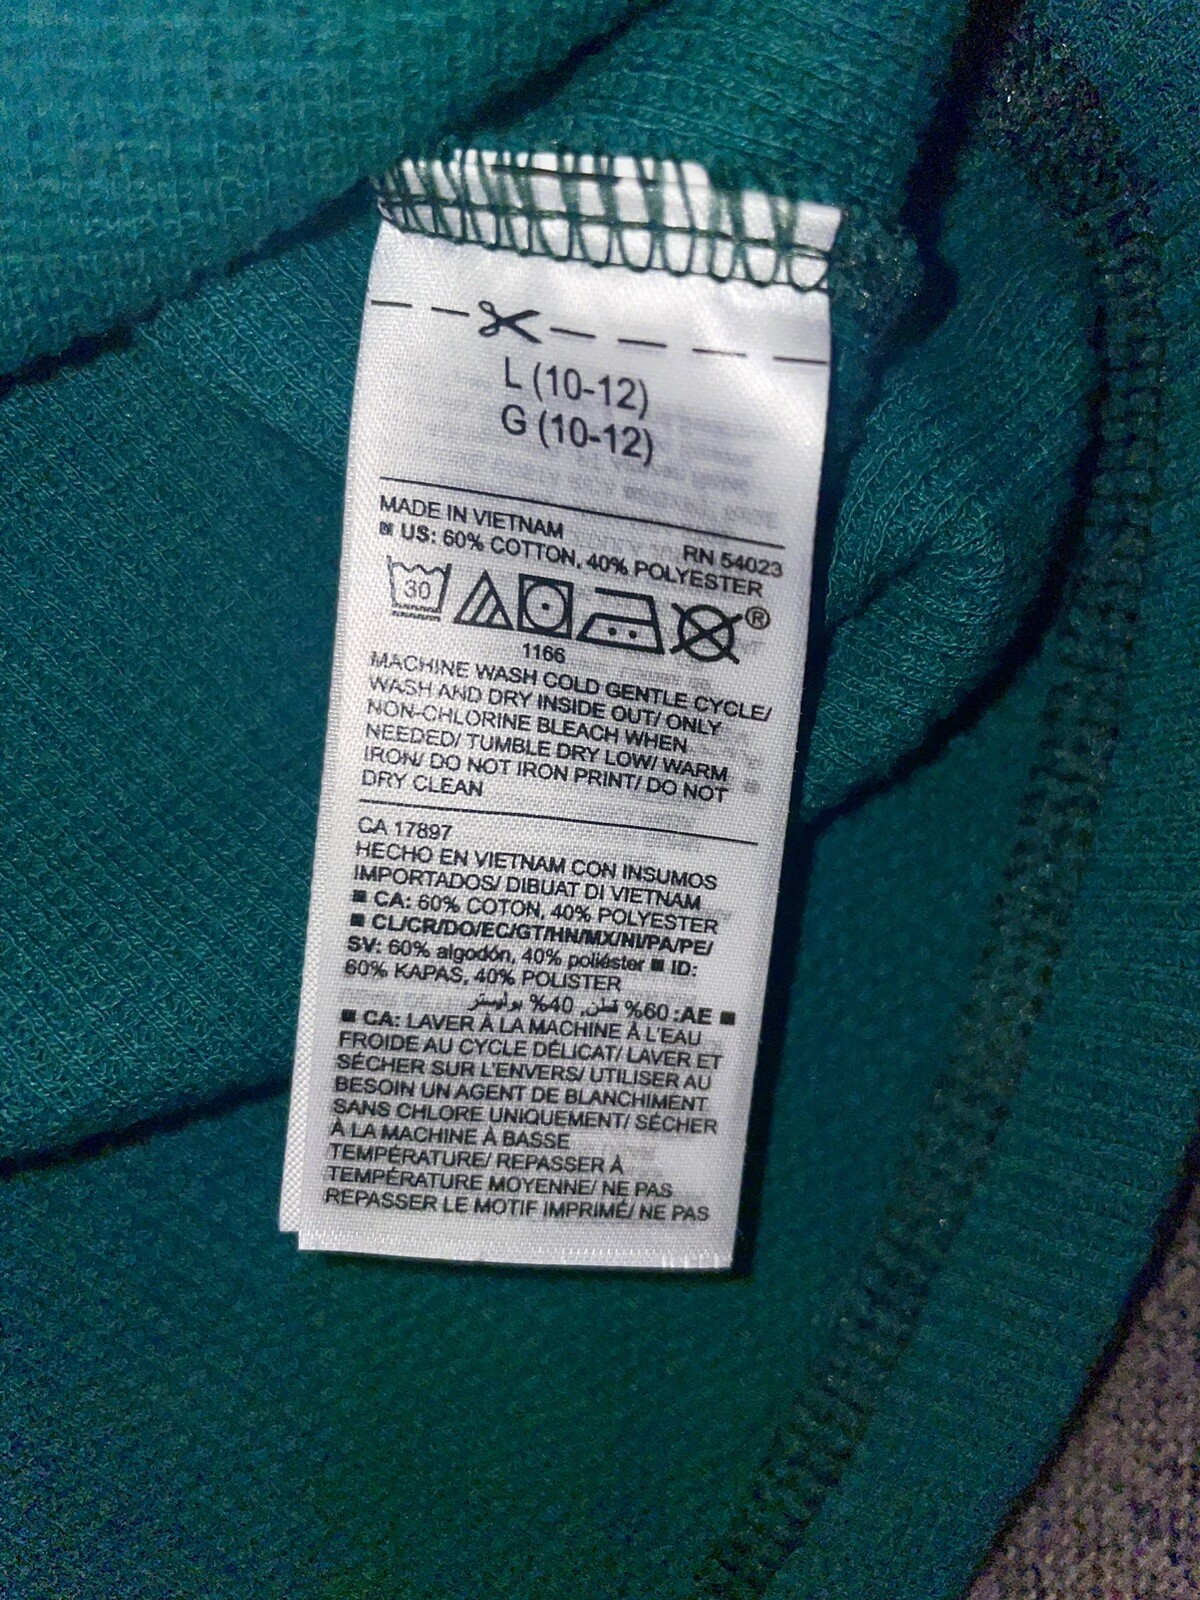 L (10-12)
G (10-12)
MADE IN VIETNAM
RN 54023
US: 60% COTTON, 40% POLYESTER
30
®
1166
MACHINE WASH COLD GENTLE CYCLE/
WASH AND DRY INSIDE OUT/ ONLY
NON-CHLORINE BLEACH WHEN
NEEDED/ TUMBLE DRY LOW/ WARM
IRON/ DO NOT IRON PRINT/ DO NOT
DRY CLEAN
CA 17897
HECHO EN VIETNAM CON INSUMOS
IMPORTADOS/ DIBUAT DI VIETNAM
■ CA: 60% COTON, 40% POLYESTER
■ CL/CR/DO/EC/GT/HN/MX/NI/PA/PE/
SV: 60% algodón, 40% poliéster ■ ID:
60% KAPAS, 40% POLISTER
■ AE: 60% قطن, 40% بوليستر
■ CA: LAVER À LA MACHINE À L'EAU
FROIDE AU CYCLE DÉLICAT/ LAVER ET
SÉCHER SUR L'ENVERS/ UTILISER AU
BESOIN UN AGENT DE BLANCHIMENT
SANS CHLORE UNIQUEMENT/ SÉCHER
À LA MACHINE À BASSE
TEMPÉRATURE/ REPASSER À
TEMPÉRATURE MOYENNE/ NE PAS
REPASSER LE MOTIF IMPRIMÉ/ NE PAS